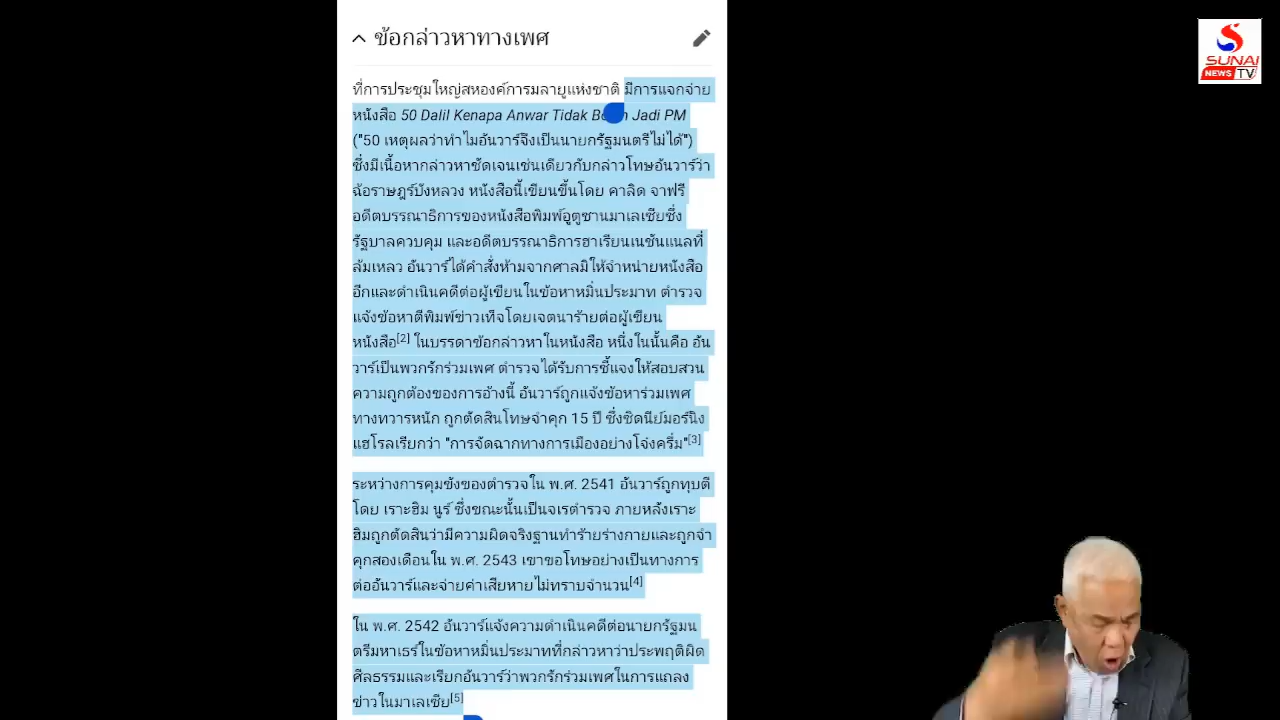 ข้อกล่าวหาทางเพศ
SUNAI
NEWS TV
ที่การประชุมใหญ่สหองค์การมลายูแห่งชาติ มีการแจกจ่าย
หนังสือ 50 Dalil Kenapa Anwar Tidak Jadi PM
("50 เหตุผลว่าทำไมอันวาร์จึงเป็นนายกรัฐมนตรีไม่ได้")
ซึ่งมีเนื้อหากล่าวหาชัดเจนเช่นเดียวกับกล่าวโทษอันวาร์ว่า
ฉ้อราษฎร์บังหลวง หนังสือนี้เขียนขึ้นโดย คาลิด จาฟรี
อดีตบรรณาธิการของหนังสือพิมพ์อูตูซานมาเลเซียซึ่ง
รัฐบาลควบคุม และอดีตบรรณาธิการฮาเรียนเนชันแนลที่
ล้มเหลว อันวาร์ได้คำสั่งห้ามจากศาลมิให้จำหน่ายหนังสือ
อีกและดำเนินคดีต่อผู้เขียนในข้อหาหมิ่นประมาท ตำรวจ
แจ้งข้อหาตีพิมพ์ข่าวเท็จโดยเจตนาร้ายต่อผู้เขียน
หนังสือ[2] ในบรรดาข้อกล่าวหาในหนังสือ หนึ่งในนั้นคือ อัน
วาร์เป็นพวกรักร่วมเพศ ตำรวจได้รับการชี้แจงให้สอบสวน
ความถูกต้องของการอ้างนี้ อันวาร์ถูกแจ้งข้อหาร่วมเพศ
ทางทวารหนัก ถูกตัดสินโทษจำคุก 15 ปี ซึ่งซิดนีย์มอร์นิง
แฮโรลเรียกว่า "การจัดฉากทางการเมืองอย่างโจ่งครึ่ม"[3]
ระหว่างการคุมขังของตำรวจใน พ.ศ. 2541 อันวาร์ถูกทุบตี
โดย เราะฮิม นูร์ ซึ่งขณะนั้นเป็นจเรตำรวจ ภายหลังเราะ
ฮิมถูกตัดสินว่ามีความผิดจริงฐานทำร้ายร่างกายและถูกจำ
คุกสองเดือนใน พ.ศ. 2543 เขาขอโทษอย่างเป็นทางการ
ต่ออันวาร์และจ่ายค่าเสียหายไม่ทราบจำนวน[4]
ใน พ.ศ. 2542 อันวาร์แจ้งความดำเนินคดีต่อนายกรัฐมน
ตรีมหาเธร์ในข้อหาหมิ่นประมาทที่กล่าวหาว่าประพฤติผิด
ศีลธรรมและเรียกอันวาร์ว่าพวกรักร่วมเพศในการแถลง
ข่าวในมาเลเซีย[5]